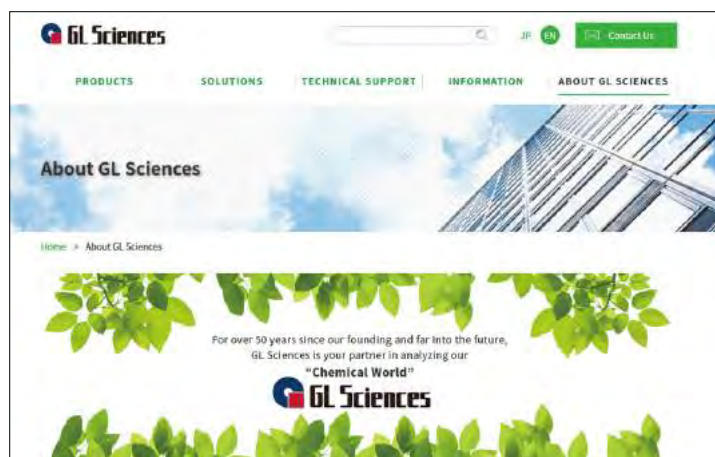 GL Sciences
JP EN Contact Us
PRODUCTS SOLUTIONS TECHNICAL SUPPORT INFORMATION ABOUT GL SCIENCES
About GL Sciences
Home > About GL Sciences
For over 50 years since our founding and far into the future,
GL Sciences is your partner in analyzing our
“Chemical World”
GL Sciences